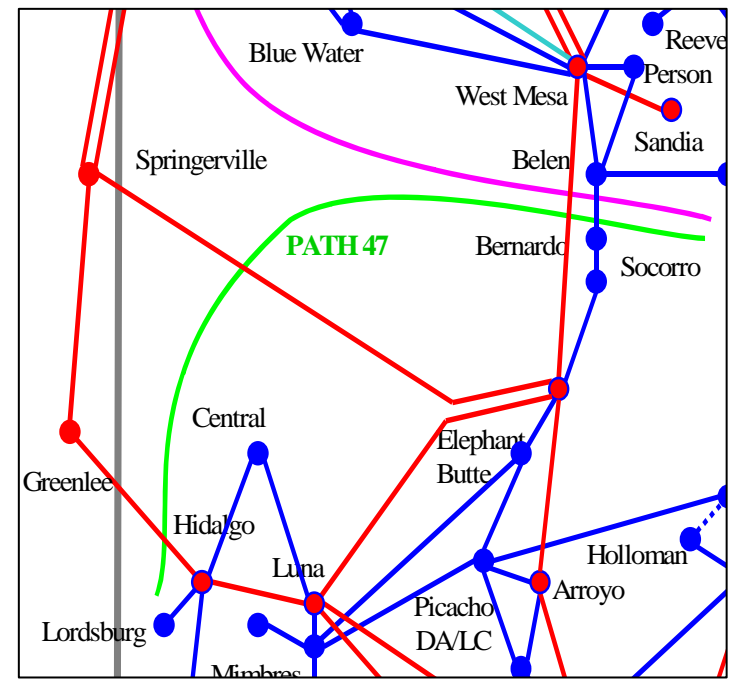 Blue Water
Reeve
West Mesa
Person
Sandia
Springerville
Belen
PATH 47
Bernardo
Socorro
Central
Elephant
Butte
Greenlee
Hidalgo
Luna
Holloman
Picacho
DA/LC
Arroyo
Lordsburg
Mimbres